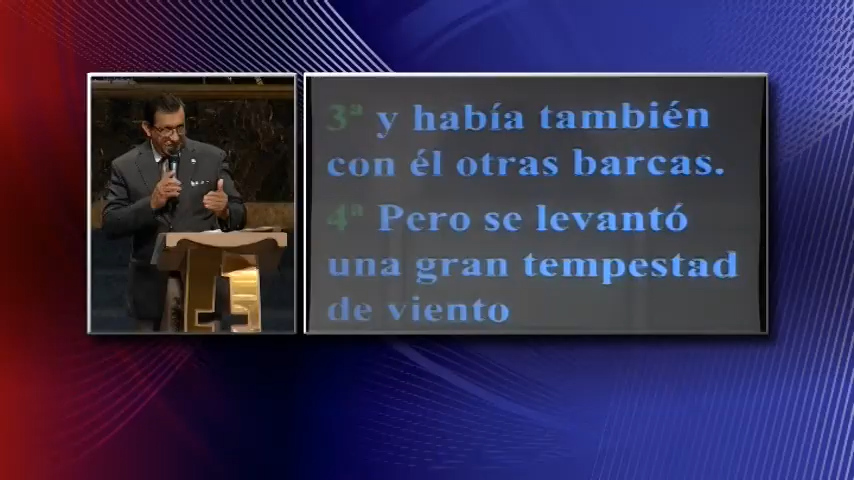 3ª y había también
con él otras barcas.
4ª Pero se levantó
una gran tempestad
de viento